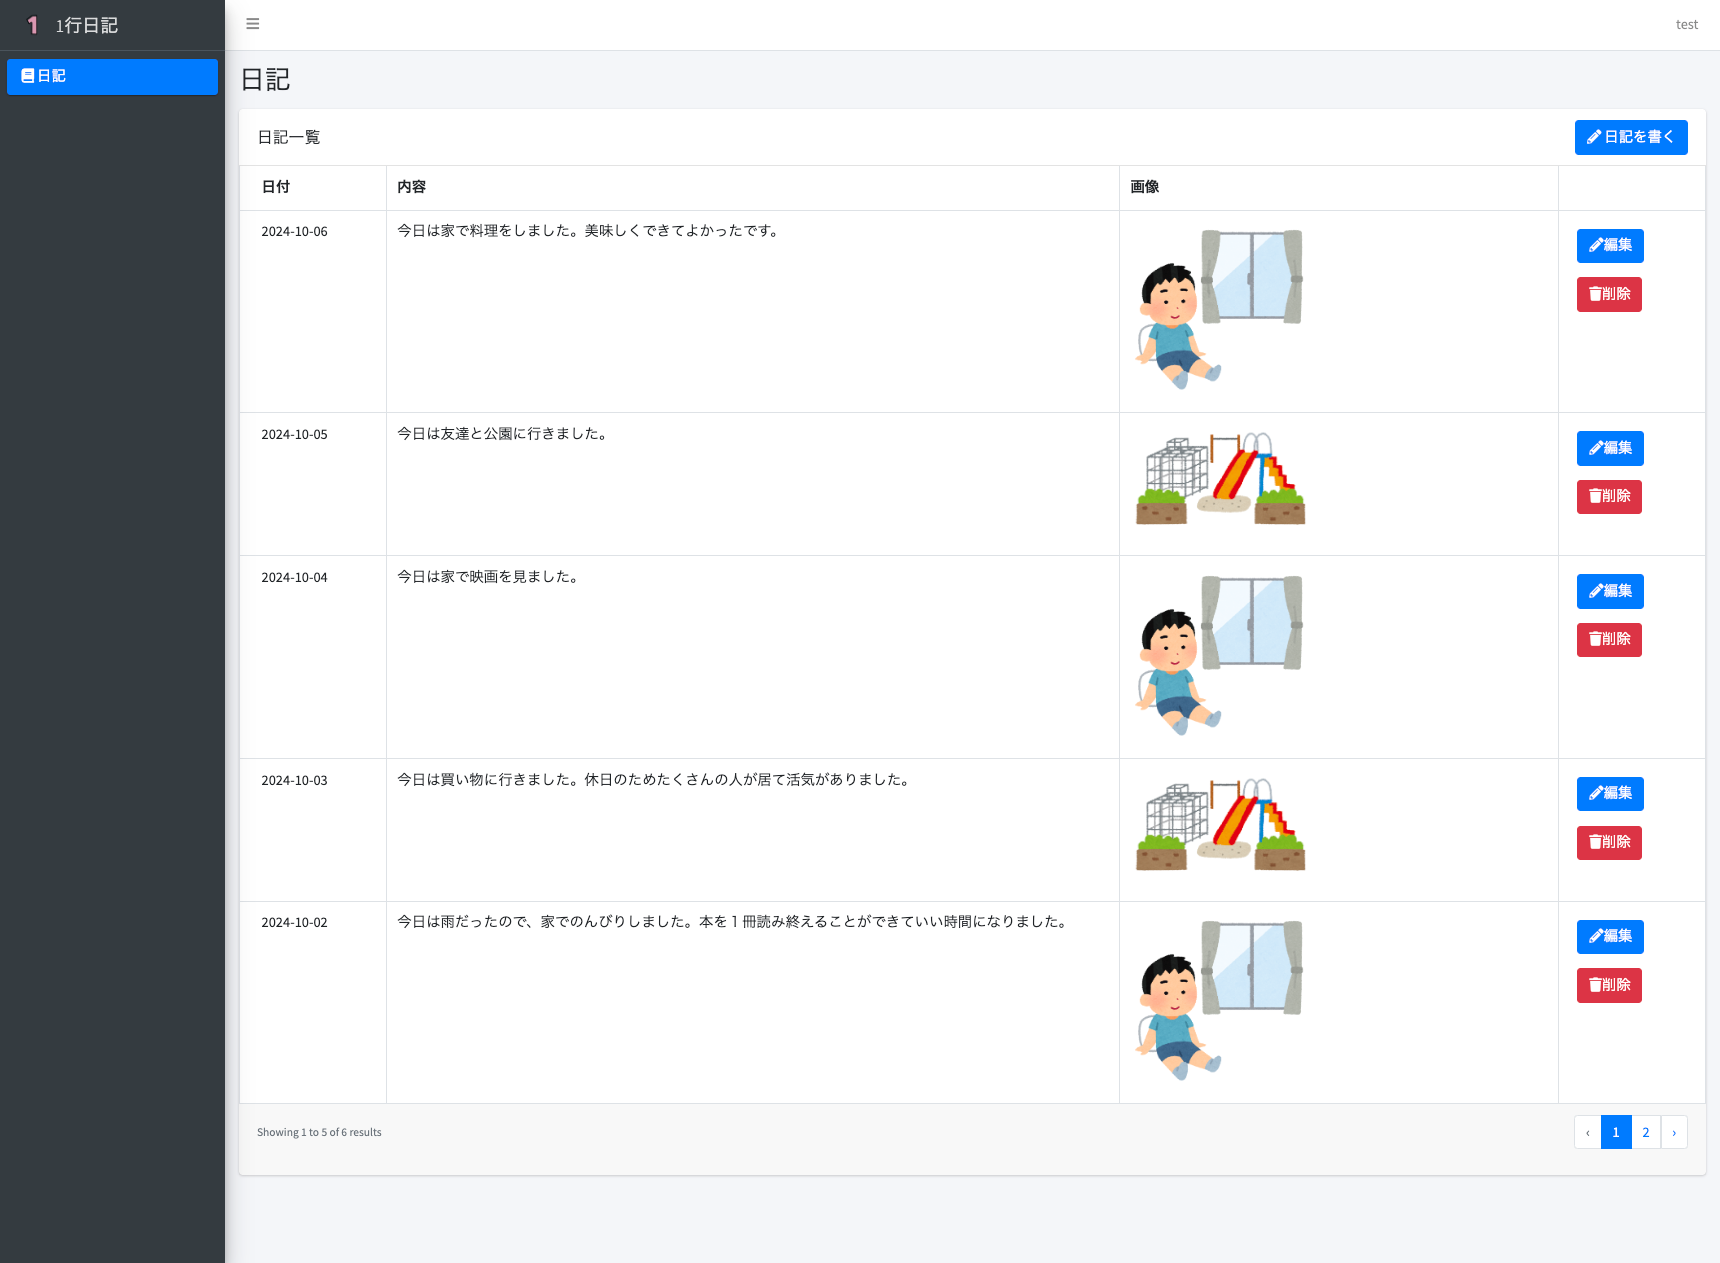 1 1行日記
test
日記
日記
日記一覧
日記を書く
日付 内容 画像
2024-10-06 今日は家で料理をしました。美味しくできてよかったです。
編集
削除
2024-10-05 今日は友達と公園に行きました。
編集
削除
2024-10-04 今日は家で映画を見ました。
編集
削除
2024-10-03 今日は買い物に行きました。休日のためたくさんの人が居て活気がありました。
編集
削除
2024-10-02 今日は雨だったので、家でのんびりしました。本を１冊読み終えることができていい時間になりました。
編集
削除
Showing 1 to 5 of 6 results
‹ 1 2 ›